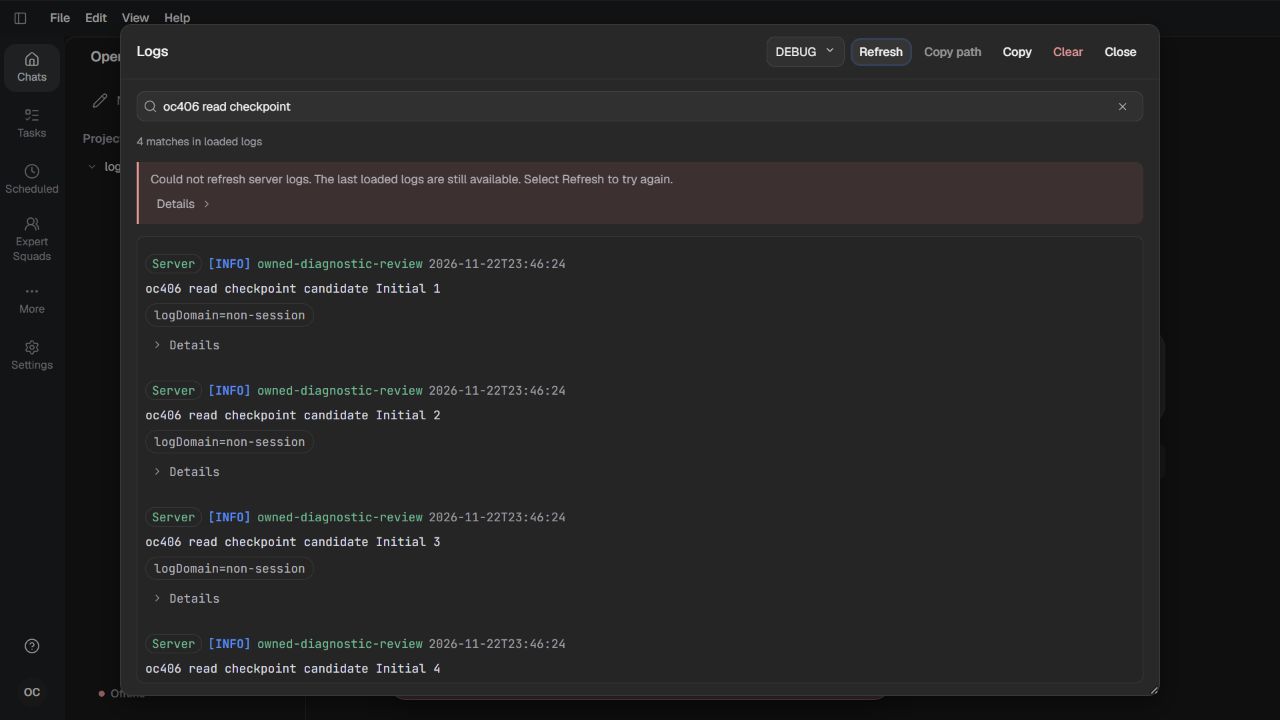 File Edit View Help
Logs
DEBUG Refresh Copy path Copy Clear Close
Chats
Tasks
Scheduled
Expert
Squads
More
Settings
OC
oc406 read checkpoint
4 matches in loaded logs
Could not refresh server logs. The last loaded logs are still available. Select Refresh to try again.
Details
Server [INFO] owned-diagnostic-review 2026-11-22T23:46:24
oc406 read checkpoint candidate Initial 1
logDomain=non-session
Details
Server [INFO] owned-diagnostic-review 2026-11-22T23:46:24
oc406 read checkpoint candidate Initial 2
logDomain=non-session
Details
Server [INFO] owned-diagnostic-review 2026-11-22T23:46:24
oc406 read checkpoint candidate Initial 3
logDomain=non-session
Details
Server [INFO] owned-diagnostic-review 2026-11-22T23:46:24
oc406 read checkpoint candidate Initial 4